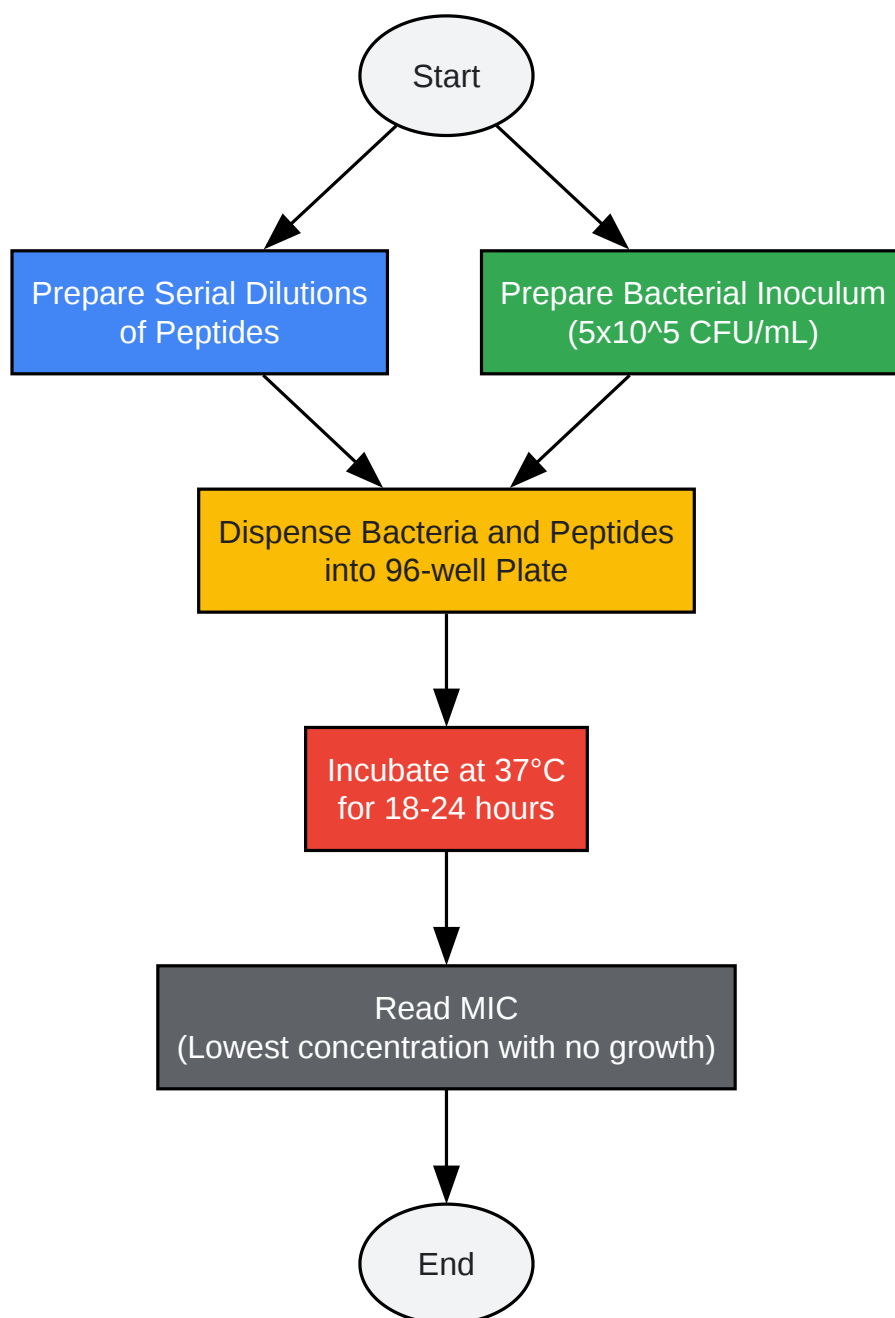 Start
Prepare Serial Dilutions
of Peptides
Prepare Bacterial Inoculum
(5x10^5 CFU/mL)
Dispense Bacteria and Peptides
into 96-well Plate
Incubate at 37°C
for 18-24 hours
Read MIC
(Lowest concentration with no growth)
End